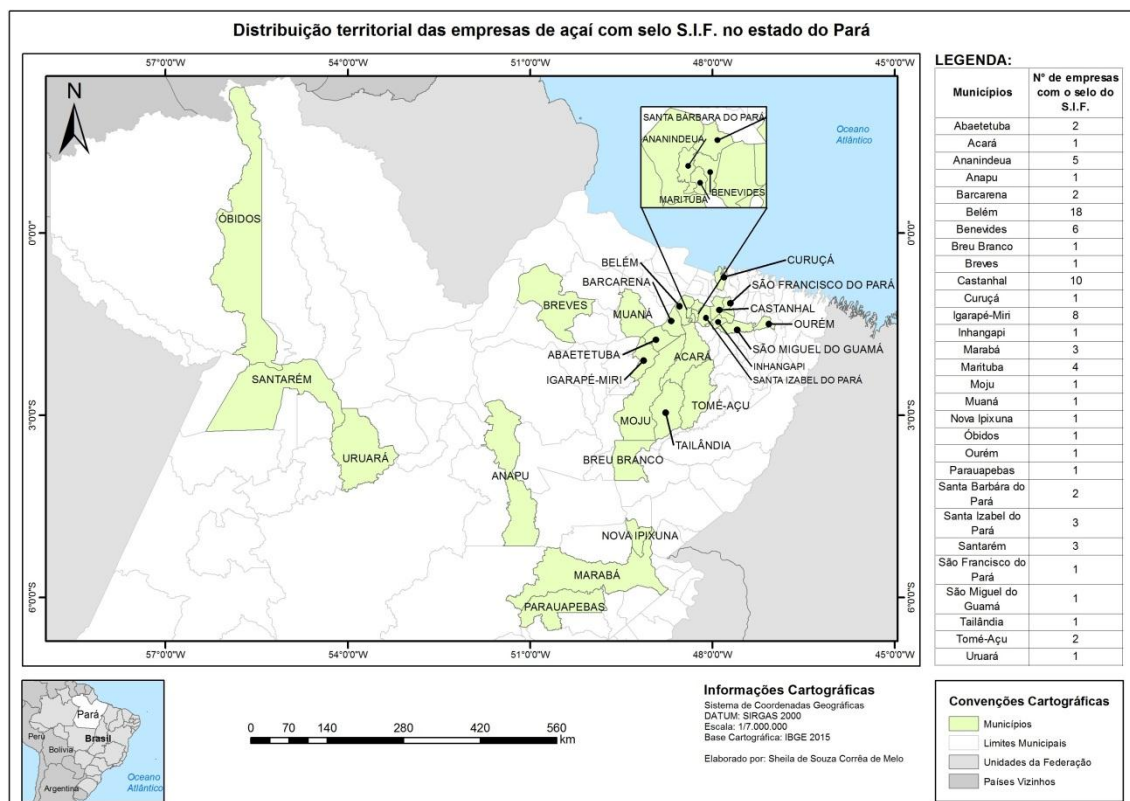 Distribuição territorial das empresas de açaí com selo S.I.F. no estado do Pará
57°0'0"W
54°0'0"W
51°0'0"W
48°0'0"W
45°0'0"W
N
0°0'0"
3°0'0"S
6°0'0"S
0°0'0"
3°0'0"S
6°0'0"S
SANTA BÁRBARA DO PARÁ
ANANINDEUA
BENEVIDES
MARITUBA
Oceano
Atlântico
ÓBIDOS
BELÉM
CURUÇÁ
BARCARENA
SÃO FRANCISCO DO PARÁ
BREVES
CASTANHAL
MUANÁ
OURÉM
ABAETETUBA
SÃO MIGUEL DO GUAMÁ
ACARÁ
INHANGAPI
IGARAPÉ-MIRI
SANTA IZABEL DO PARÁ
SANTARÉM
TOMÉ-AÇU
MOJU
TAILÂNDIA
URUARÁ
BREU BRANCO
ANAPU
NOVA IPIXUNA
MARABÁ
PARAUAPEBAS
57°0'0"W
54°0'0"W
51°0'0"W
48°0'0"W
45°0'0"W
LEGENDA:
Municípios
N° de empresas
com o selo do
S.I.F.
Abaetetuba 2
Acará 1
Ananindeua 5
Anapu 1
Barcarena 2
Belém 18
Benevides 6
Breu Branco 1
Breves 1
Castanhal 10
Curuçá 1
Igarapé-Miri 8
Inhangapi 1
Marabá 3
Marituba 4
Moju 1
Muaná 1
Nova Ipixuna 1
Óbidos 1
Ourém 1
Parauapebas 1
Santa Barbára do
Pará 2
Santa Izabel do
Pará 3
Santarém 3
São Francisco do
Pará 1
São Miguel do
Guamá 1
Tailândia 1
Tomé-Açu 2
Uruará 1
Pará
Perú
Brasil
Bolívia
Argentina
Oceano
Atlântico
0 70 140 280 420 560
km
Informações Cartográficas
Sistema de Coordenadas Geográficas
DATUM: SIRGAS 2000
Escala: 1/7.000.000
Base Cartográfica: IBGE 2015
Elaborado por: Sheila de Souza Corrêa de Melo
Convenções Cartográficas
Municípios
Limites Municipais
Unidades da Federação
Países Vizinhos